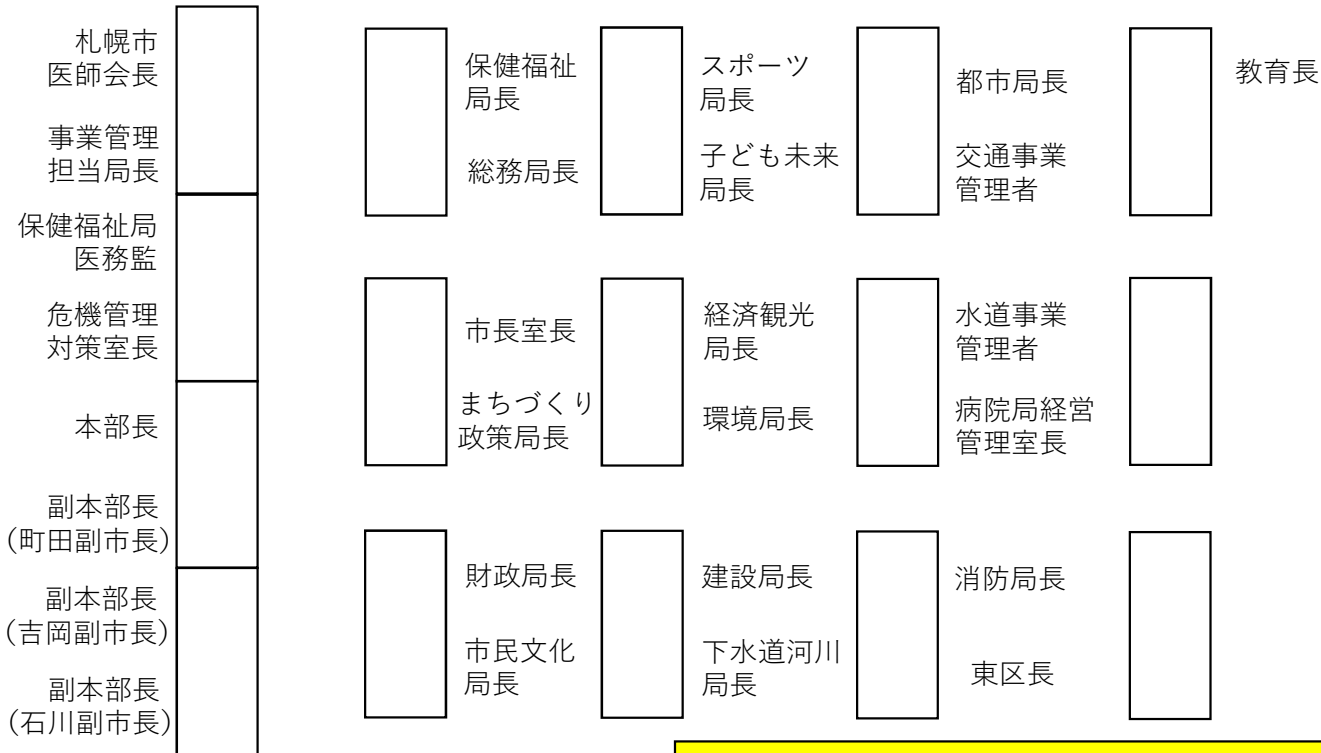 札幌市
医師会長
事業管理
担当局長
保健福祉局
医務監
危機管理
対策室長
本部長
副本部長
(町田副市長)
副本部長
(吉岡副市長)
副本部長
(石川副市長)
保健福祉
局長
総務局長
市長室長
まちづくり
政策局長
財政局長
市民文化
局長
スポーツ
局長
子ども未来
局長
経済観光
局長
環境局長
建設局長
下水道河川
局長
都市局長
交通事業
管理者
水道事業
管理者
病院局経営
管理室長
消防局長
東区長
教育長